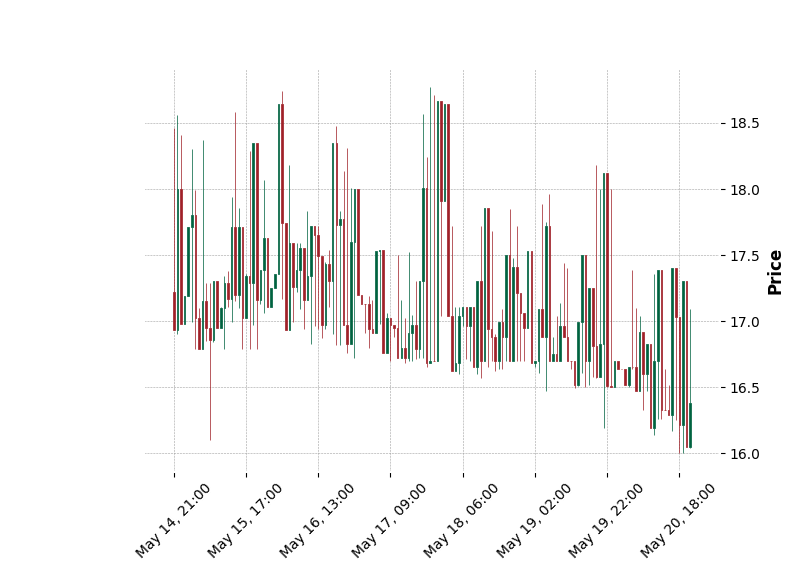 18.5
18.0
17.5
17.0
16.5
16.0
Price
May 14, 21:00
May 15, 17:00
May 16, 13:00
May 17, 09:00
May 18, 06:00
May 19, 02:00
May 19, 22:00
May 20, 18:00